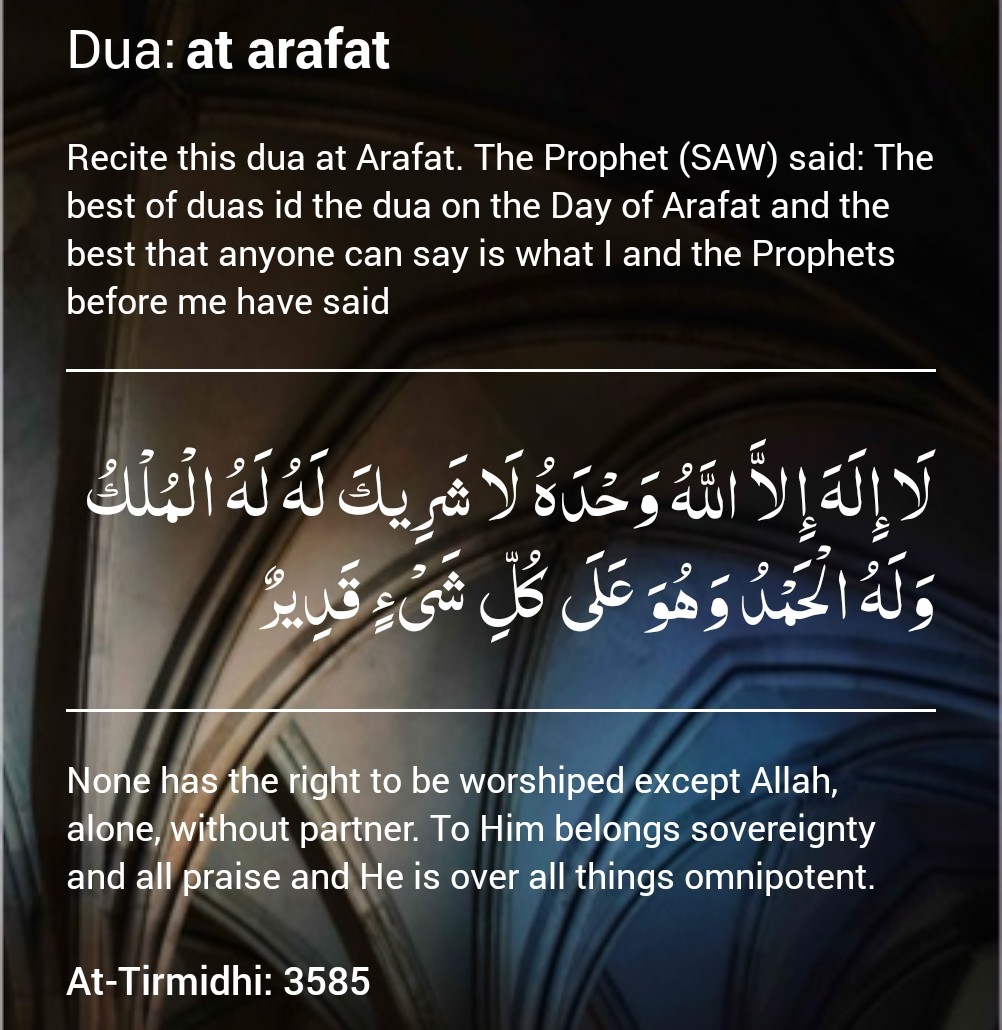 Dua: at arafat
Recite this dua at Arafat. The Prophet (SAW) said: The
best of duas id the dua on the Day of Arafat and the
best that anyone can say is what I and the Prophets
before me have said
لَا إِلَهَ إِلاَّ اللَّهُ وَحْدَهُ لَا شَرِيكَ لَهُ لَهُ الْمُلْكُ
وَلَهُ الْحَمْدُ وَهُوَ عَلَى كُلِّ شَىْءٍ قَدِيرٌ
None has the right to be worshiped except Allah,
alone, without partner. To Him belongs sovereignty
and all praise and He is over all things omnipotent.
At-Tirmidhi: 3585